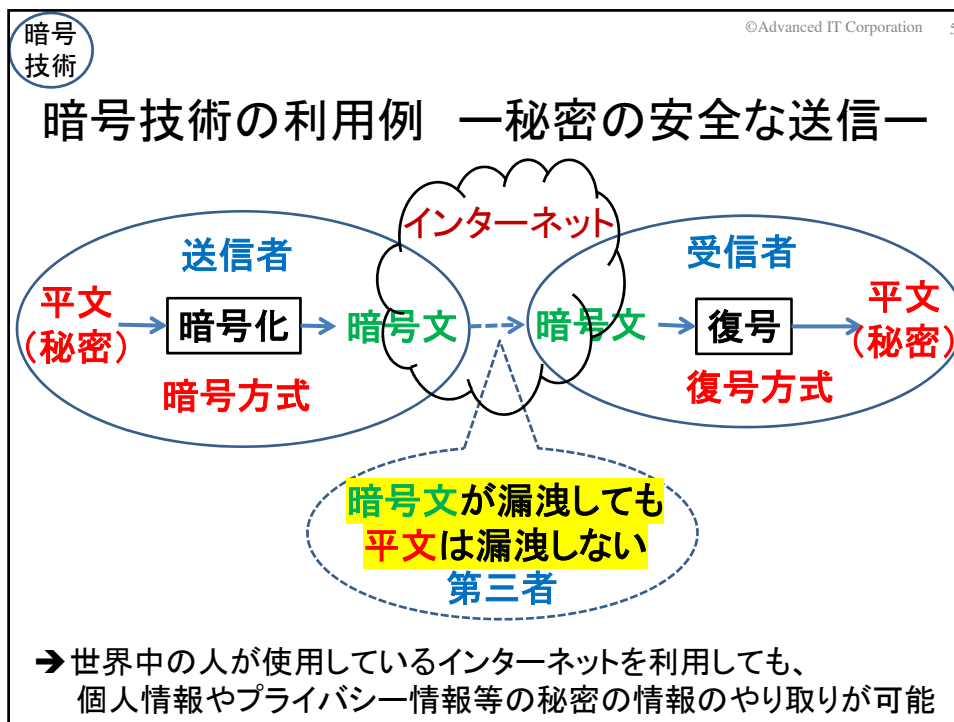 ©Advanced IT Corporation 5
暗号
技術
暗号技術の利用例 ー秘密の安全な送信ー
インターネット
送信者
受信者
平文
(秘密)
暗号化
暗号文
暗号文
復号
平文
(秘密)
暗号方式
復号方式
暗号文が漏洩しても
平文は漏洩しない
第三者
➔世界中の人が使用しているインターネットを利用しても、
個人情報やプライバシー情報等の秘密の情報のやり取りが可能